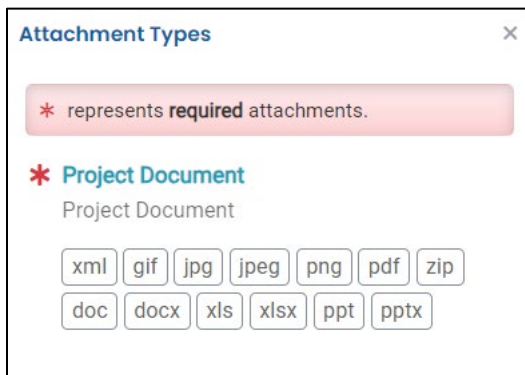 Attachment Types ×
* represents required attachments.
* Project Document
Project Document
xml gif jpg jpeg png pdf zip
doc docx xls xlsx ppt pptx